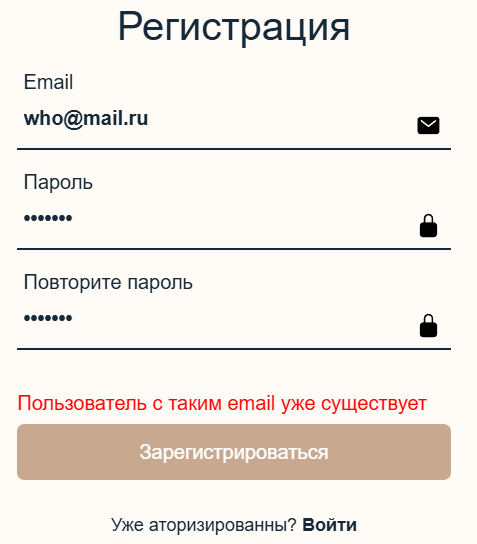 Регистрация
Email
who@mail.ru
Пароль
•••••••
Повторите пароль
•••••••
Пользователь с таким email уже существует
Зарегистрироваться
Уже аторизированны? Войти